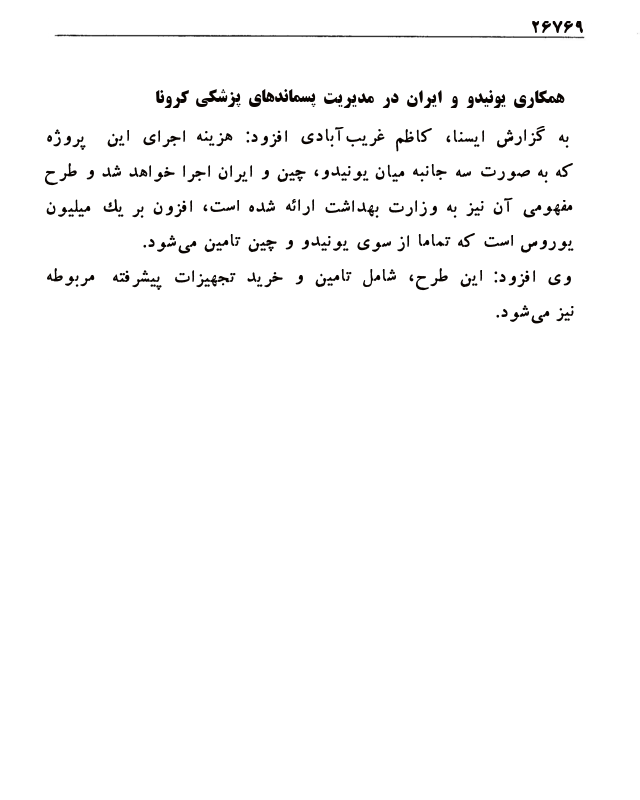 ۲۶۷۶۹
همکاری یونیدو و ایران در مدیریت پسماندهای پزشکی کرونا
به گزارش ایسنا، کاظم غریب‌آبادی افزود: هزینه اجرای این پروژه
که به صورت سه جانبه میان یونیدو، چین و ایران اجرا خواهد شد و طرح
مفهومی آن نیز به وزارت بهداشت ارائه شده است، افزون بر یك میلیون
یوروس است که تماما از سوی یونیدو و چین تامین می‌شود.
وی افزود: این طرح، شامل تامین و خرید تجهیزات پیشرفته مربوطه
نیز می‌شود.